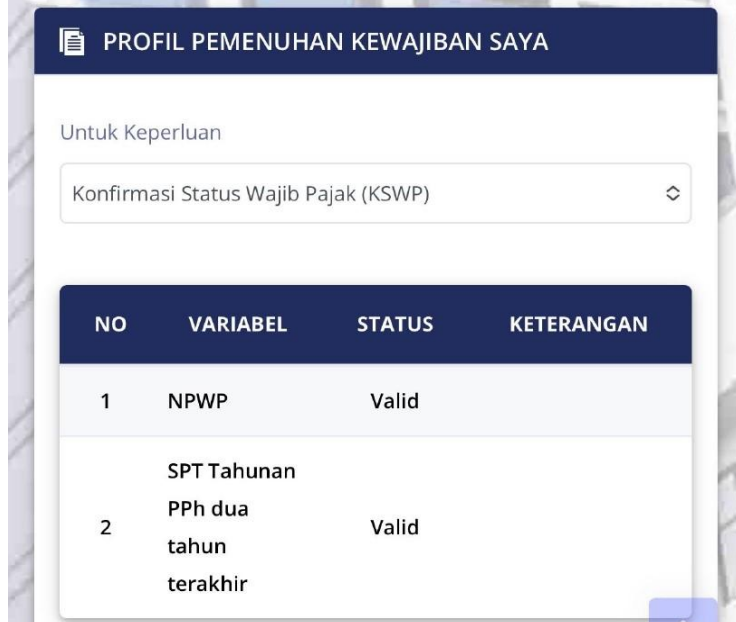 PROFIL PEMENUHAN KEWAJIBAN SAYA
Untuk Keperluan
Konfirmasi Status Wajib Pajak (KSWP)
NO VARIABEL STATUS KETERANGAN
1 NPWP Valid
2 SPT Tahunan PPh dua tahun terakhir Valid